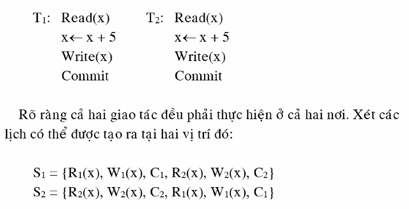 T₁: Read(x) T₂: Read(x)
x← x + 5 x← x + 5
Write(x) Write(x)
Commit Commit
Rõ ràng cả hai giao tác đều phải thực hiện ở cả hai nơi. Xét các
lịch có thể được tạo ra tại hai vị trí đó:
S₁ = {R₁(x), W₁(x), C₁, R₂(x), W₂(x), C₂}
S₂ = {R₂(x), W₂(x), C₂, R₁(x), W₁(x), C₁}